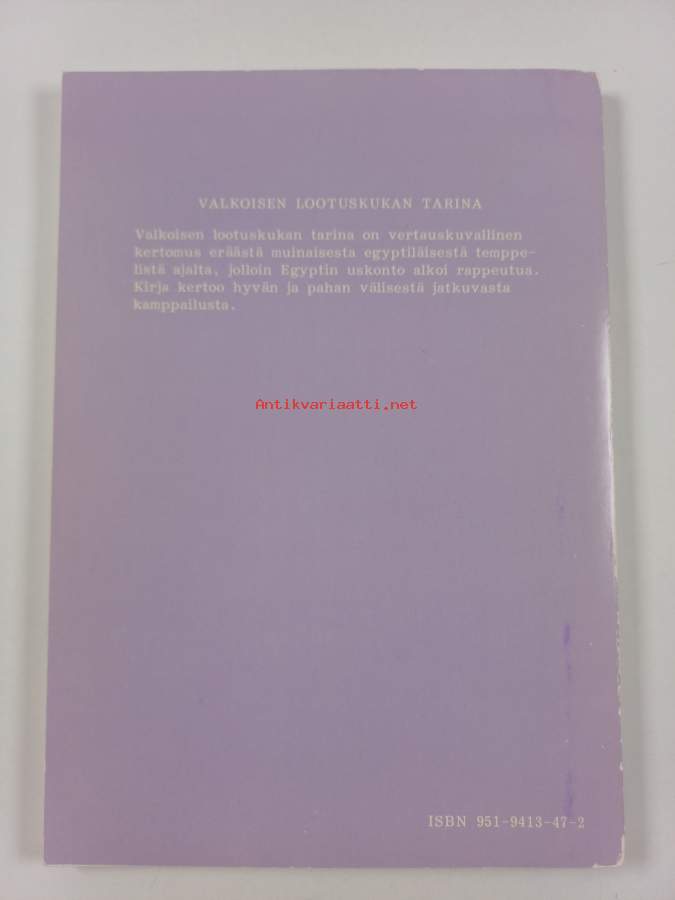 VALKOISEN LOOTUSKUKAN TARINA
Valkoisen lootuskukan tarina on vertauskuvallinen
kertomus eräästä muinaisesta egyptiläisestä temppe-
listä ajalta, jolloin Egyptin uskonto alkoi rappeutua.
Kirja kertoo hyvän ja pahan välisestä jatkuvasta
kamppailusta.
Antikvariaatti.net
ISBN 951-9413-47-2